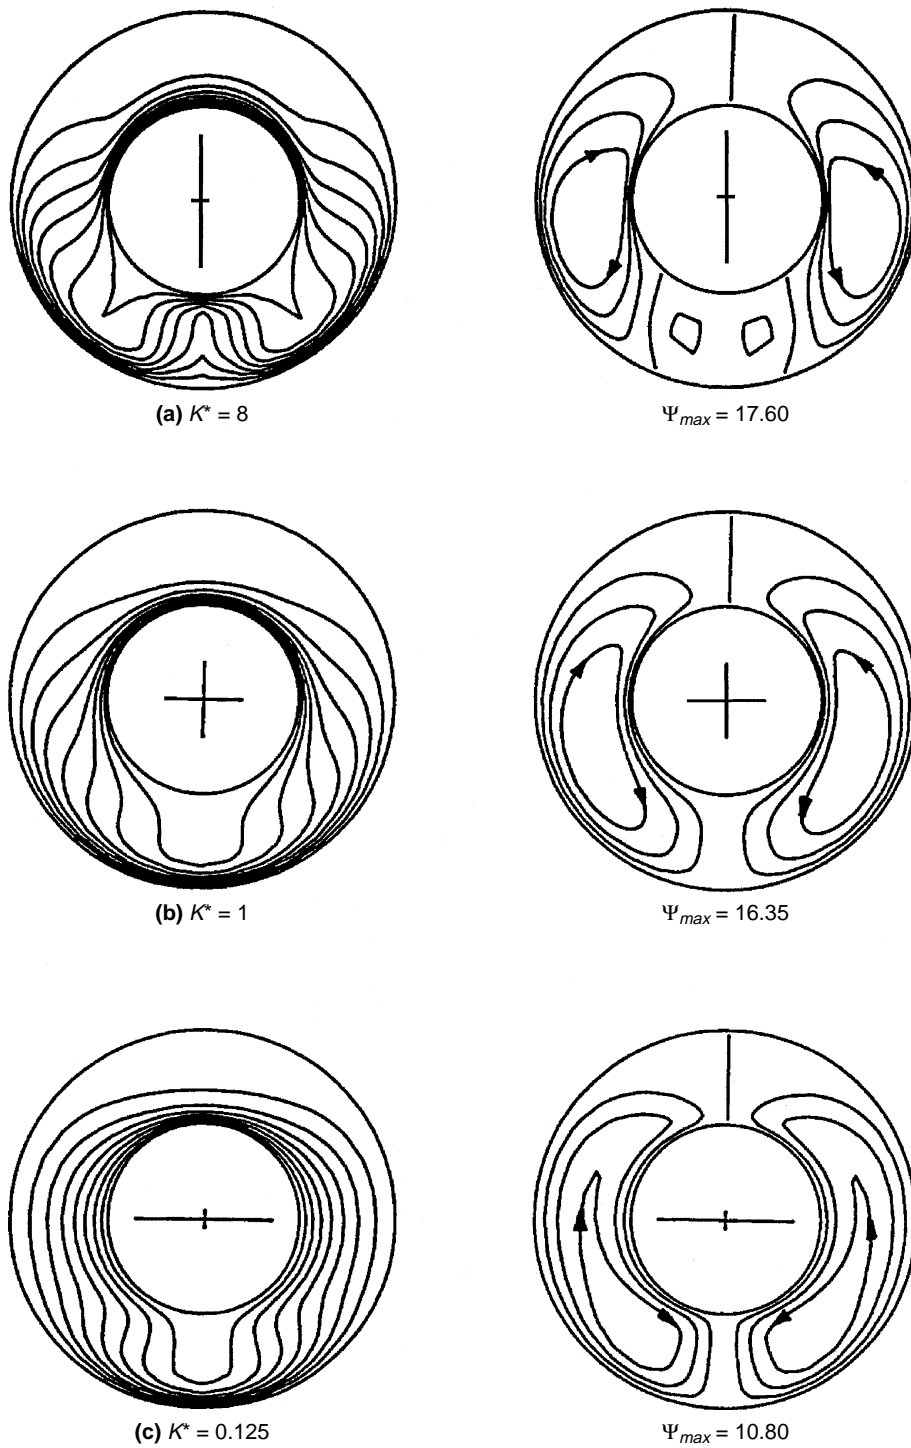 (a) K* = 8
Ψmax = 17.60
(b) K* = 1
Ψmax = 16.35
(c) K* = 0.125
Ψmax = 10.80